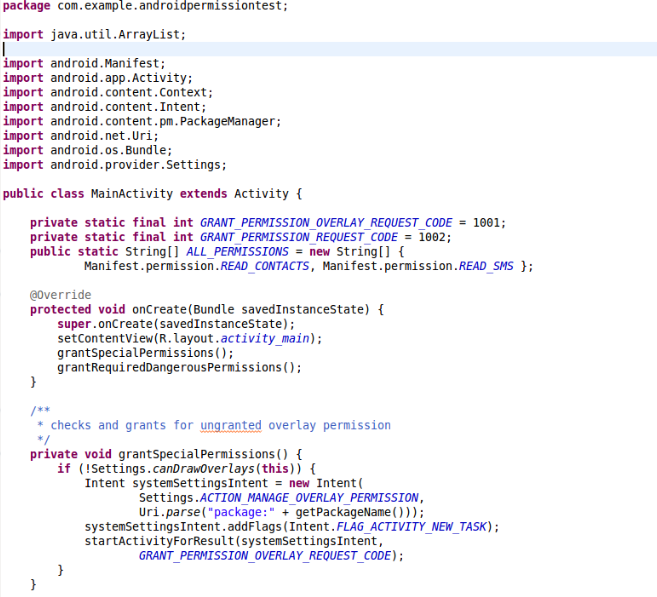 package com.example.androidpermissiontest;
import java.util.ArrayList;
import android.Manifest;
import android.app.Activity;
import android.content.Context;
import android.content.Intent;
import android.content.pm.PackageManager;
import android.net.Uri;
import android.os.Bundle;
import android.provider.Settings;
public class MainActivity extends Activity {
private static final int GRANT_PERMISSION_OVERLAY_REQUEST_CODE = 1001;
private static final int GRANT_PERMISSION_REQUEST_CODE = 1002;
public static String[] ALL_PERMISSIONS = new String[] {
Manifest.permission.READ_CONTACTS, Manifest.permission.READ_SMS };
@Override
protected void onCreate(Bundle savedInstanceState) {
super.onCreate(savedInstanceState);
setContentView(R.layout.activity_main);
grantSpecialPermissions();
grantRequiredDangerousPermissions();
}
/**
* checks and grants for ungranted overlay permission
*/
private void grantSpecialPermissions() {
if (!Settings.canDrawOverlays(this)) {
Intent systemSettingsIntent = new Intent(
Settings.ACTION_MANAGE_OVERLAY_PERMISSION,
Uri.parse("package:" + getPackageName()));
systemSettingsIntent.addFlags(Intent.FLAG_ACTIVITY_NEW_TASK);
startActivityForResult(systemSettingsIntent,
GRANT_PERMISSION_OVERLAY_REQUEST_CODE);
}
}